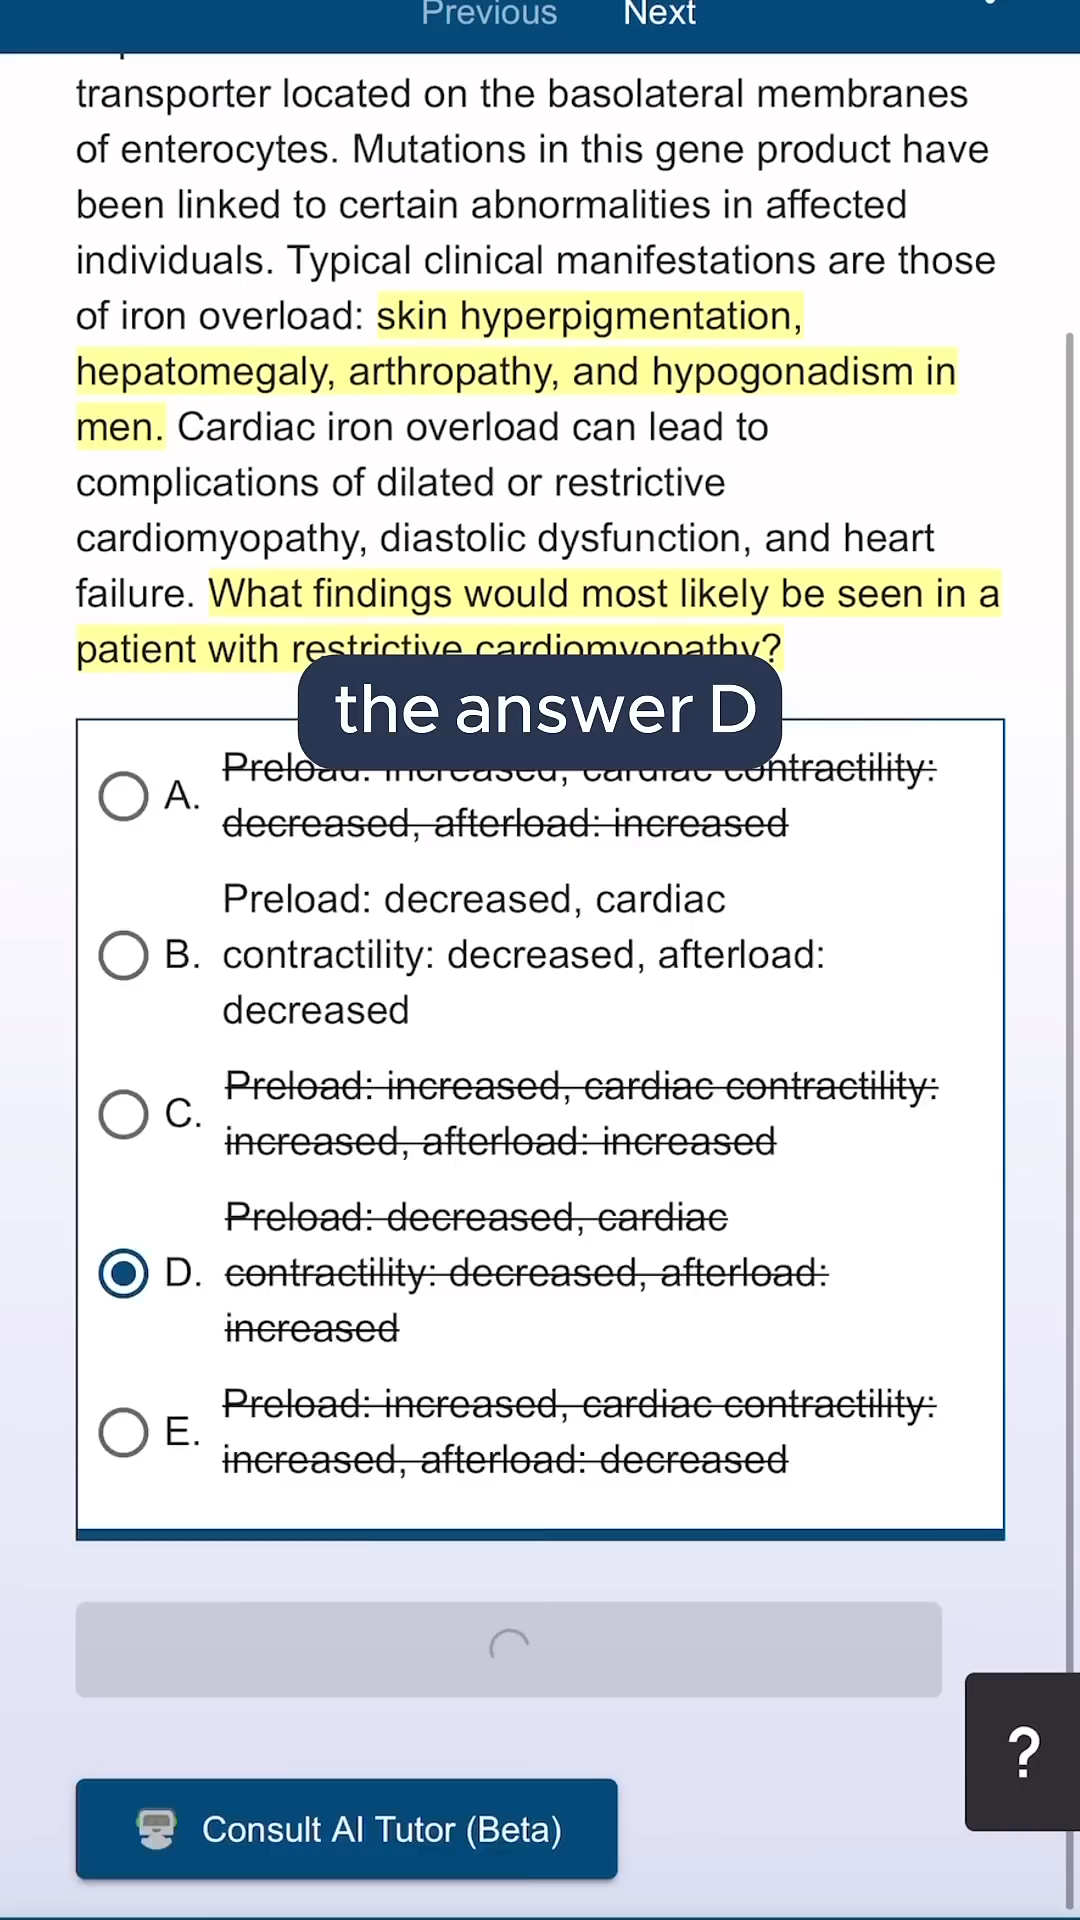 Previous Next
transporter located on the basolateral membranes
of enterocytes. Mutations in this gene product have
been linked to certain abnormalities in affected
individuals. Typical clinical manifestations are those
of iron overload: skin hyperpigmentation,
hepatomegaly, arthropathy, and hypogonadism in
men. Cardiac iron overload can lead to
complications of dilated or restrictive
cardiomyopathy, diastolic dysfunction, and heart
failure. What findings would most likely be seen in a
patient with restrictive cardiomyopathy?
the answer D
A. Preload: increased, cardiac contractility:
decreased, afterload: increased
B. Preload: decreased, cardiac
contractility: decreased, afterload:
decreased
C. Preload: increased, cardiac contractility:
increased, afterload: increased
D. Preload: decreased, cardiac
contractility: decreased, afterload:
increased
E. Preload: increased, cardiac contractility:
increased, afterload: decreased
?
Consult AI Tutor (Beta)